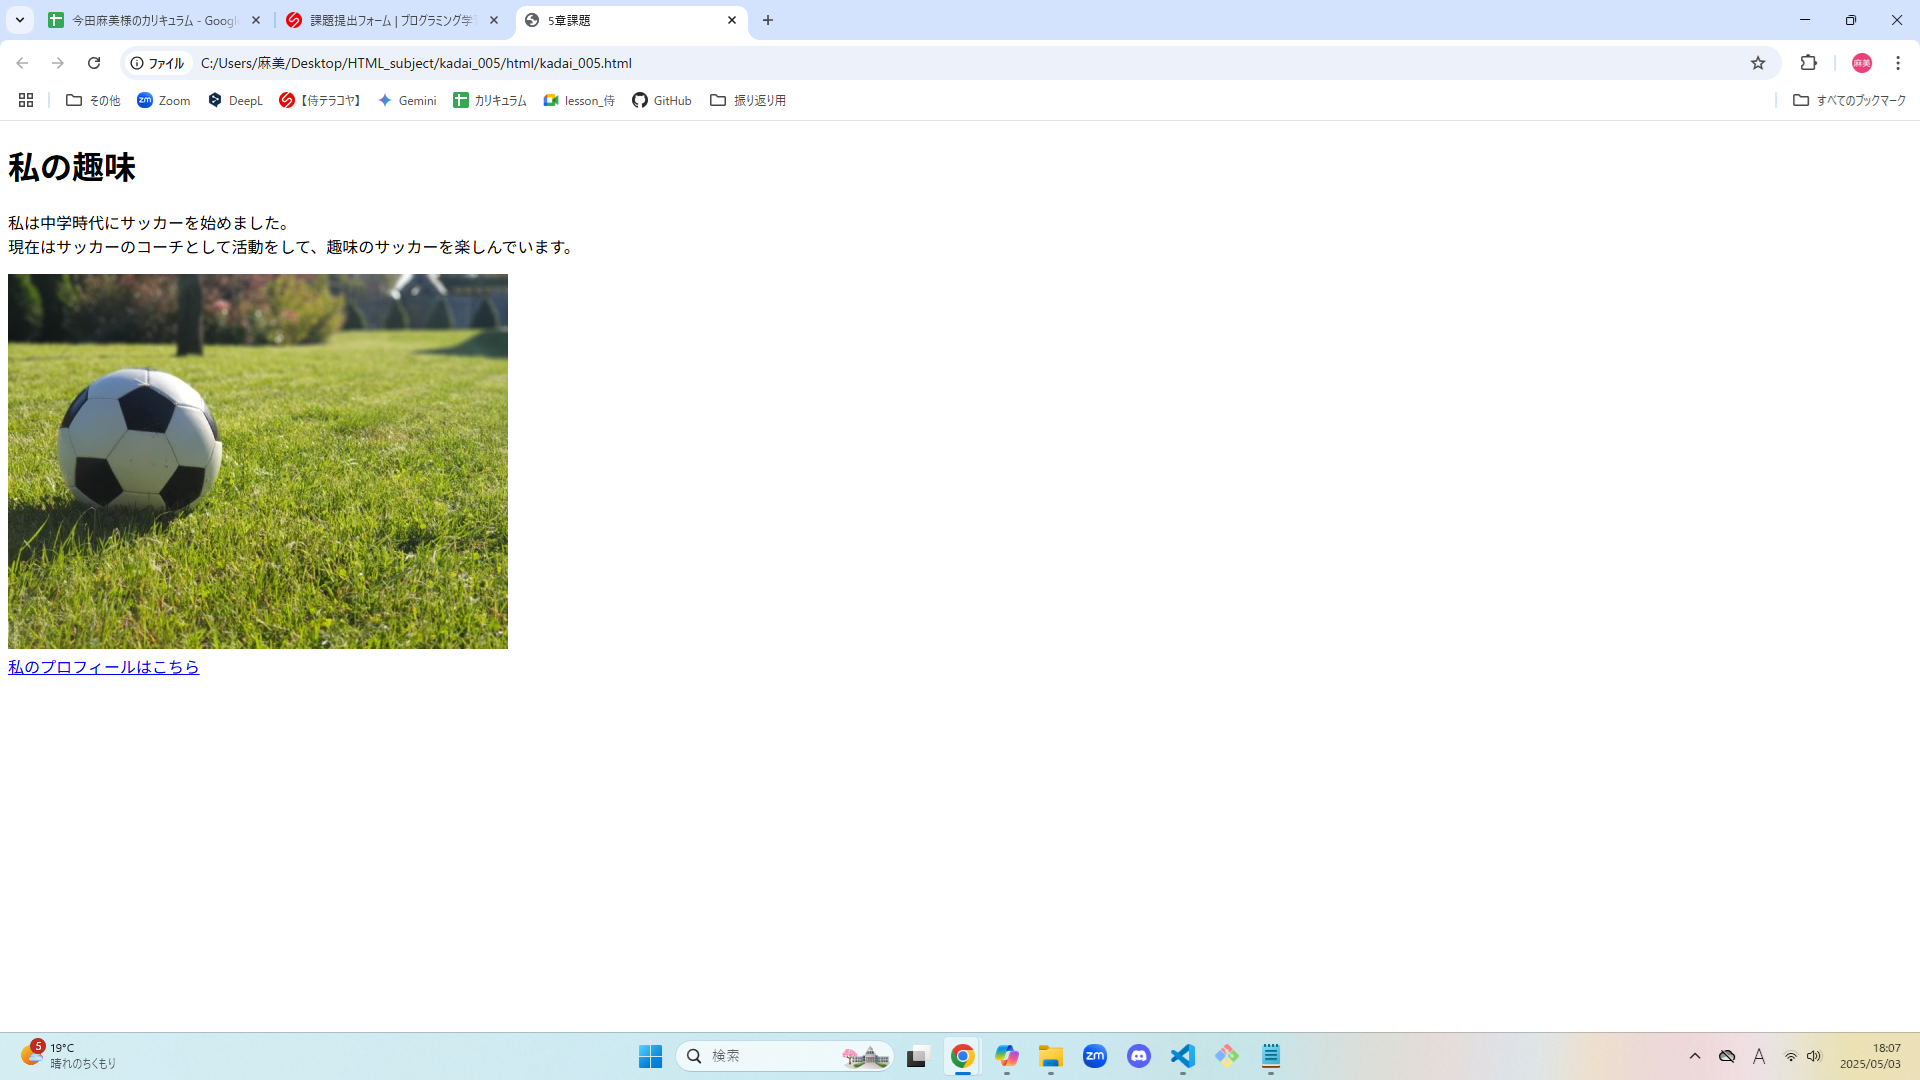 今田麻美様のカリキュラム - Googl
課題提出フォーム | プログラミング学
5章課題
ファイル
C:/Users/麻美/Desktop/HTML_subject/kadai_005/html/kadai_005.html
麻美
その他
zm
Zoom
DeepL
【侍テラコヤ】
Gemini
カリキュラム
lesson_侍
GitHub
振り返り用
すべてのブックマーク
私の趣味
私は中学時代にサッカーを始めました。
現在はサッカーのコーチとして活動をして、趣味のサッカーを楽しんでいます。
私のプロフィールはこちら
5
19°C
晴れのちくもり
検索
zm
A
18:07
2025/05/03